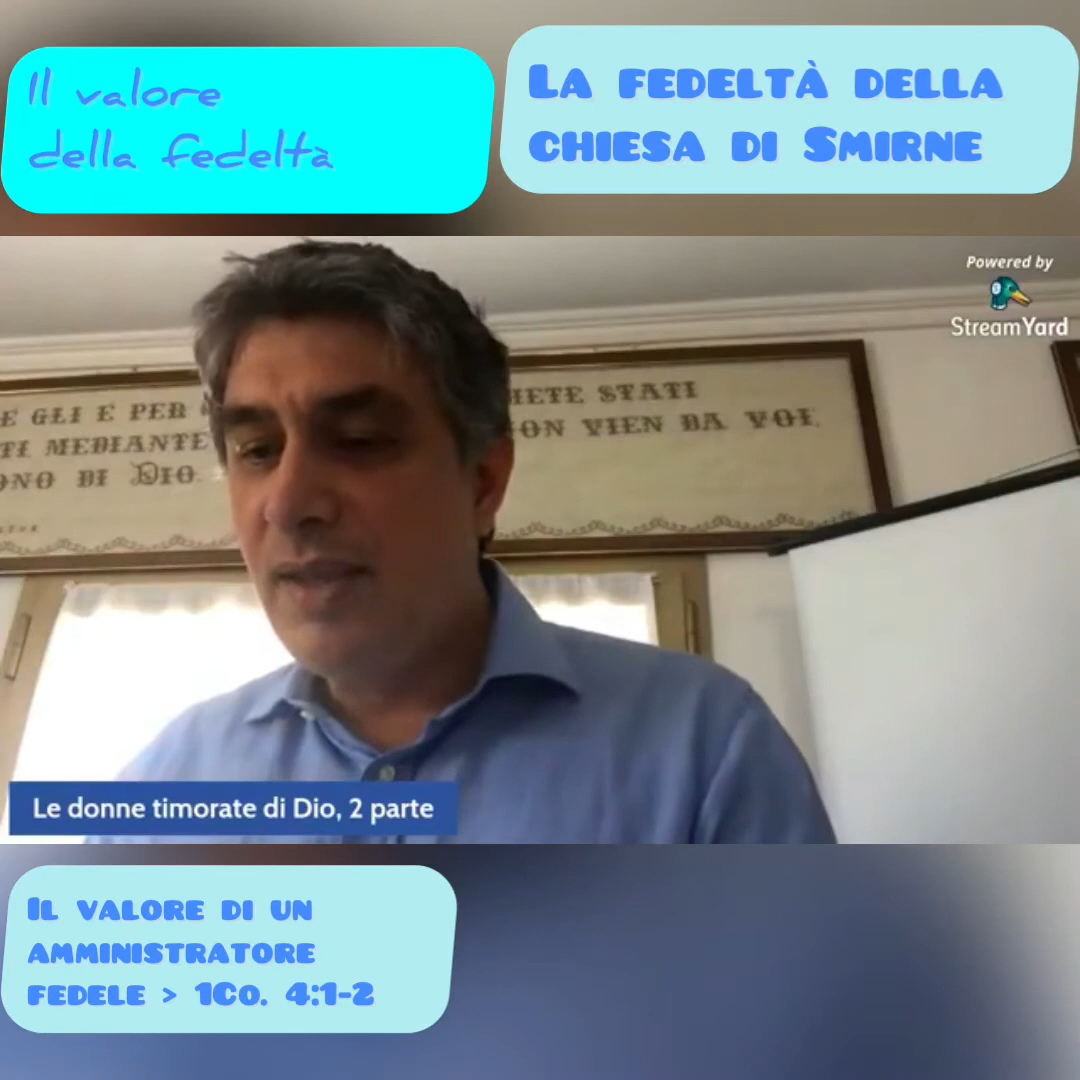 Il valore
della fedeltà
La fedeltà della
chiesa di Smirne
Powered by
StreamYard
E GLI È PER
HETE STATI
TI MEDIANTE
ON VIEN DA VOI,
ONO DI DIO.
Le donne timorate di Dio, 2 parte
Il valore di un
amministratore
fedele > 1Co. 4:1-2